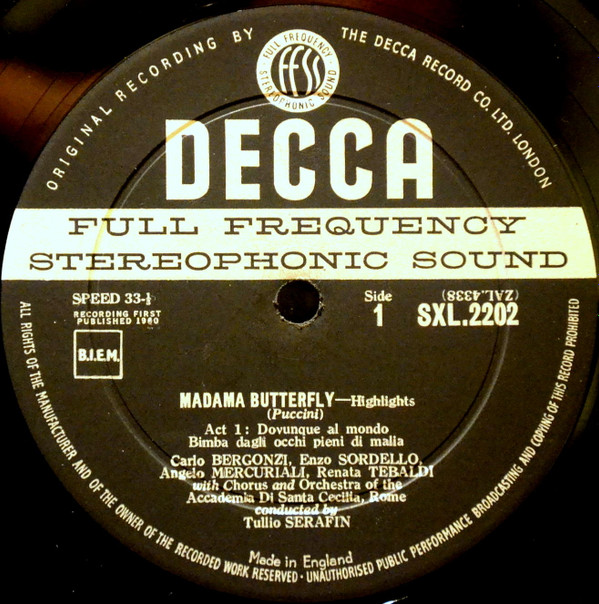 ORIGINAL RECORDING BY
THE DECCA RECORD CO. LTD. LONDON
FULL FREQUENCY
FFSS
STEREOPHONIC SOUND
DECCA
FULL FREQUENCY
STEREOPHONIC SOUND
SPEED 33-⅓
RECORDING FIRST
PUBLISHED 1960
B.I.E.M.
Side
1
(ZAL.4338)
SXL.2202
MADAMA BUTTERFLY—Highlights
(Puccini)
Act 1: Dovunque al mondo
Bimba dagli occhi pieni di malia
Carlo BERGONZI, Enzo SORDELLO,
Angelo MERCURIALI, Renata TEBALDI
with Chorus and Orchestra of the
Accademia Di Santa Cecilia, Rome
conducted by
Tullio SERAFIN
Made in England
ALL RIGHTS OF THE MANUFACTURER AND OF THE OWNER OF THE RECORDED WORK RESERVED · UNAUTHORISED PUBLIC PERFORMANCE BROADCASTING AND COPYING OF THIS RECORD PROHIBITED